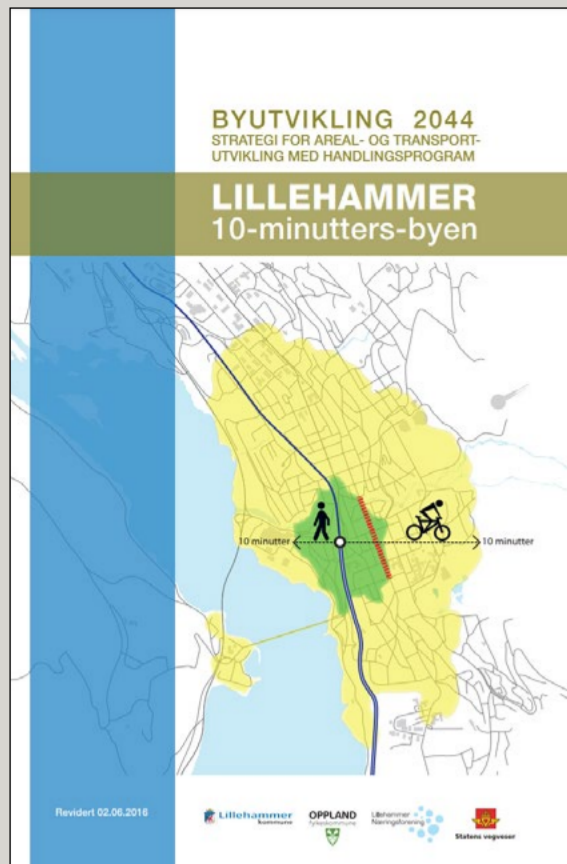 BYUTVIKLING 2044
STRATEGI FOR AREAL- OG TRANSPORT-
UTVIKLING MED HANDLINGSPROGRAM
LILLEHAMMER
10-minutters-byen
10 minutter
10 minutter
Revidert 02.06.2016
Lillehammer
kommune
OPPLAND
fylkeskommune
Lillehammer
Næringsforening
Statens vegvesen